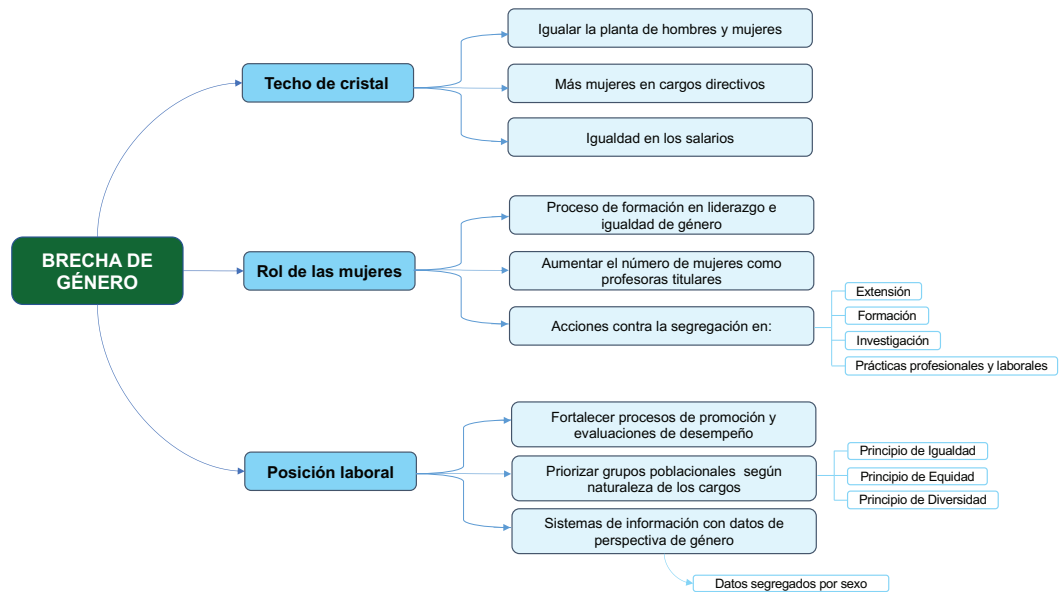 BRECHA DE
GÉNERO
Techo de cristal
Igualar la planta de hombres y mujeres
Más mujeres en cargos directivos
Igualdad en los salarios
Rol de las mujeres
Proceso de formación en liderazgo e
igualdad de género
Aumentar el número de mujeres como
profesoras titulares
Acciones contra la segregación en:
Extensión
Formación
Investigación
Prácticas profesionales y laborales
Posición laboral
Fortalecer procesos de promoción y
evaluaciones de desempeño
Priorizar grupos poblacionales según
naturaleza de los cargos
Principio de Igualdad
Principio de Equidad
Principio de Diversidad
Sistemas de información con datos de
perspectiva de género
Datos segregados por sexo